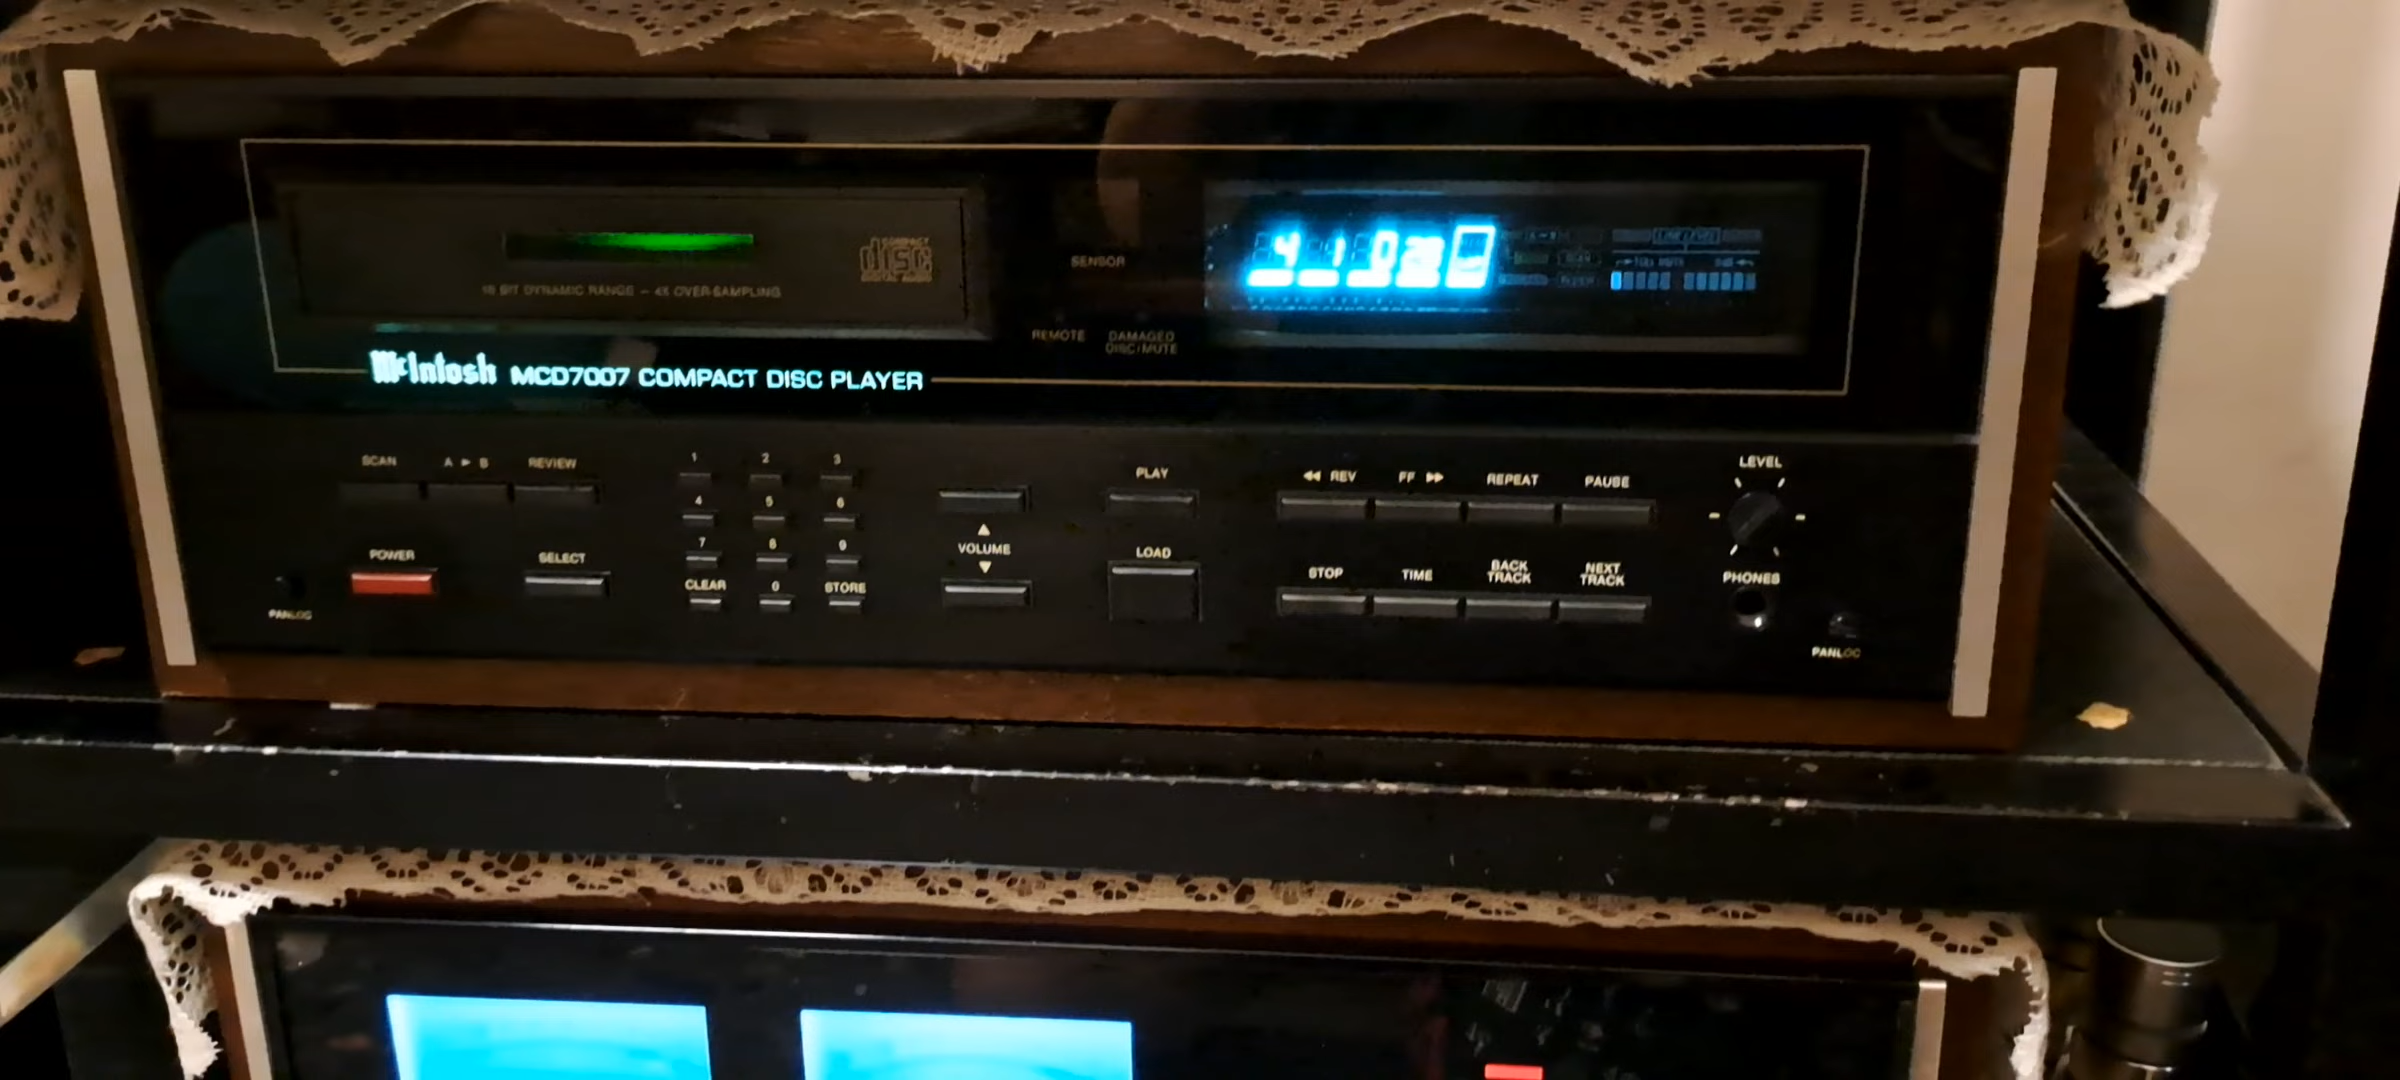 COMPACT
disc
DIGITAL AUDIO
16 BIT DYNAMIC RANGE – 4X OVER-SAMPLING
SENSOR
REMOTE
DAMAGED
DISC/MUTE
McIntosh MCD7007 COMPACT DISC PLAYER
SCAN A ▶ B REVIEW
1 2 3
4 5 6
7 8 9
CLEAR 0 STORE
POWER SELECT
PANLOC
▲
VOLUME
▼
PLAY
LOAD
◀◀ REV FF ▶▶ REPEAT PAUSE
STOP TIME BACK TRACK NEXT TRACK
LEVEL
PHONES
PANLOC